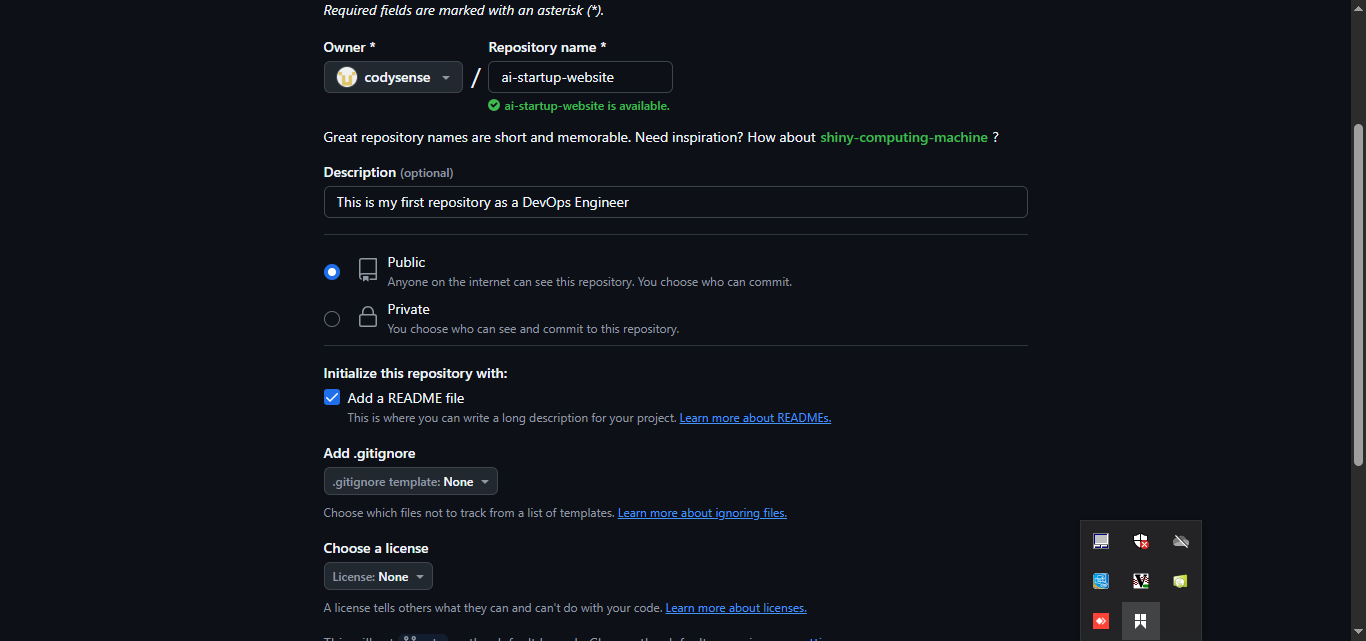 Required fields are marked with an asterisk (*).
Owner * Repository name *
codysense / ai-startup-website
ai-startup-website is available.
Great repository names are short and memorable. Need inspiration? How about shiny-computing-machine ?
Description (optional)
This is my first repository as a DevOps Engineer
Public
Anyone on the internet can see this repository. You choose who can commit.
Private
You choose who can see and commit to this repository.
Initialize this repository with:
Add a README file
This is where you can write a long description for your project. Learn more about READMEs.
Add .gitignore
.gitignore template: None
Choose which files not to track from a list of templates. Learn more about ignoring files.
Choose a license
License: None
A license tells others what they can and can't do with your code. Learn more about licenses.